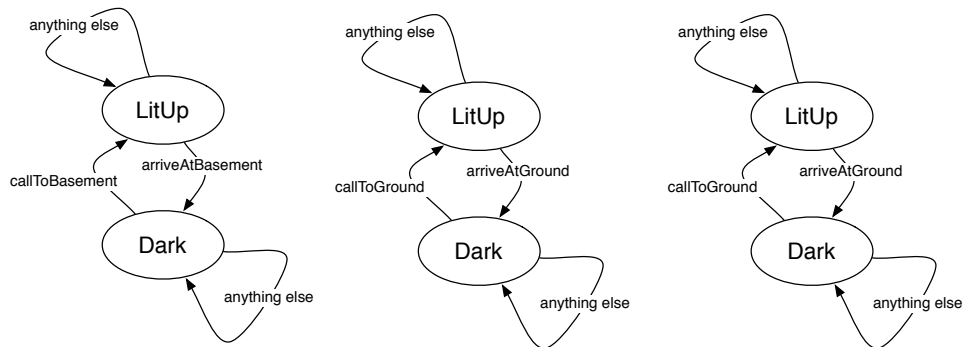 anything else
LitUp
arriveAtBasement
callToBasement
Dark
anything else
anything else
LitUp
arriveAtGround
callToGround
Dark
anything else
anything else
LitUp
arriveAtGround
callToGround
Dark
anything else